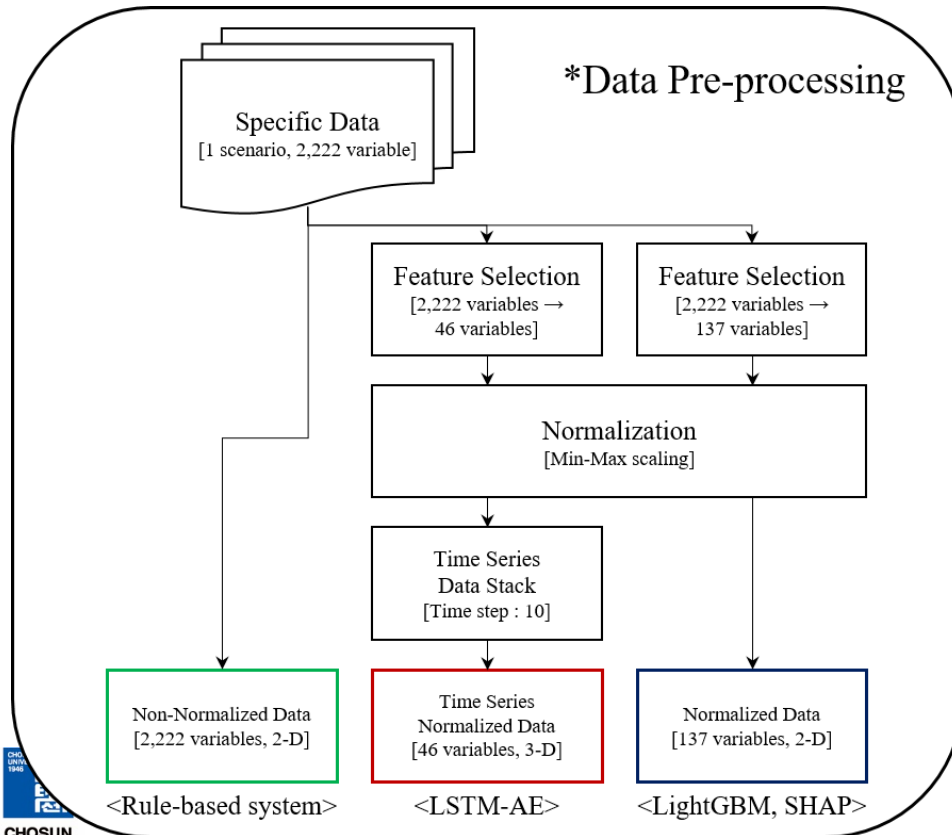 *Data Pre-processing
Specific Data
[1 scenario, 2,222 variable]
Feature Selection
[2,222 variables →
46 variables]
Feature Selection
[2,222 variables →
137 variables]
Normalization
[Min-Max scaling]
Time Series
Data Stack
[Time step : 10]
Non-Normalized Data
[2,222 variables, 2-D]
Time Series
Normalized Data
[46 variables, 3-D]
Normalized Data
[137 variables, 2-D]
<Rule-based system>
<LSTM-AE>
<LightGBM, SHAP>
1946
CHOSUN